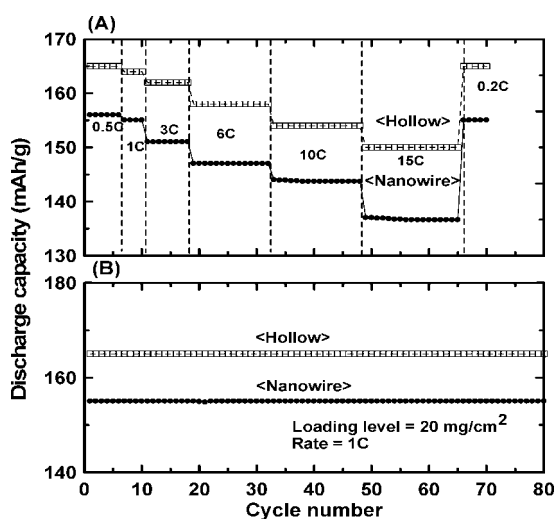 (A)
170
160
150
140
130
0.5C
1C
3C
6C
10C
15C
0.2C
<Hollow>
<Nanowire>
(B)
180
160
140
<Hollow>
<Nanowire>
Loading level = 20 mg/cm²
Rate = 1C
0 10 20 30 40 50 60 70 80
Cycle number
Discharge capacity (mAh/g)